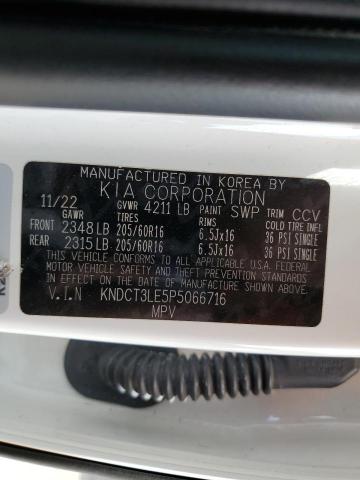 MANUFACTURED IN KOREA BY
KIA CORPORATION
11/22 GVWR 4211 LB PAINT SWP TRIM CCV
GAWR TIRES RIMS COLD TIRE INFL
FRONT 2348 LB 205/60R16 6.5Jx16 36 PSI SINGLE
REAR 2315 LB 205/60R16 6.5Jx16 36 PSI SINGLE
THIS VEHICLE CONFORMS TO ALL APPLICABLE U.S.A. FEDERAL
MOTOR VEHICLE SAFETY AND THEFT PREVENTION
STANDARDS IN EFFECT ON THE DATE OF MANUFACTURE SHOWN ABOVE.
V.I.N KNDCT3LE5P5066716
MPV